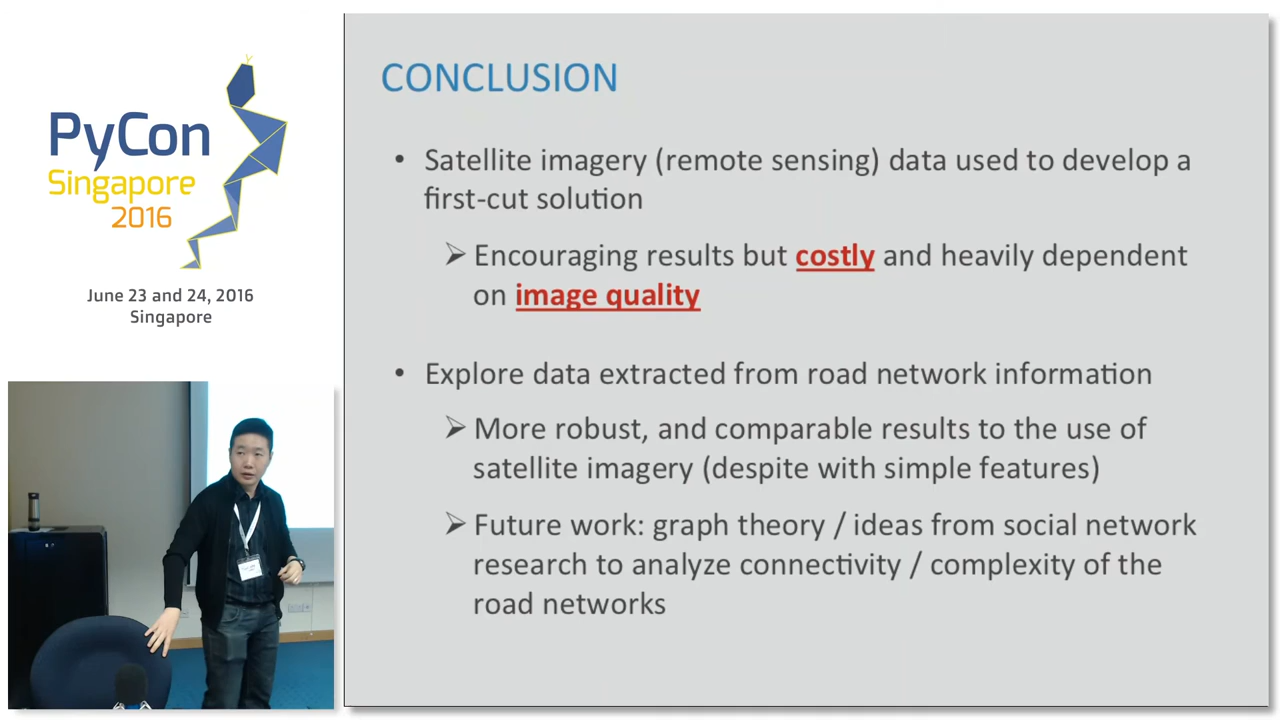 PyCon
Singapore
2016
June 23 and 24, 2016
Singapore
CONCLUSION
• Satellite imagery (remote sensing) data used to develop a
first-cut solution
➢ Encouraging results but costly and heavily dependent
on image quality
• Explore data extracted from road network information
➢ More robust, and comparable results to the use of
satellite imagery (despite with simple features)
➢ Future work: graph theory / ideas from social network
research to analyze connectivity / complexity of the
road networks